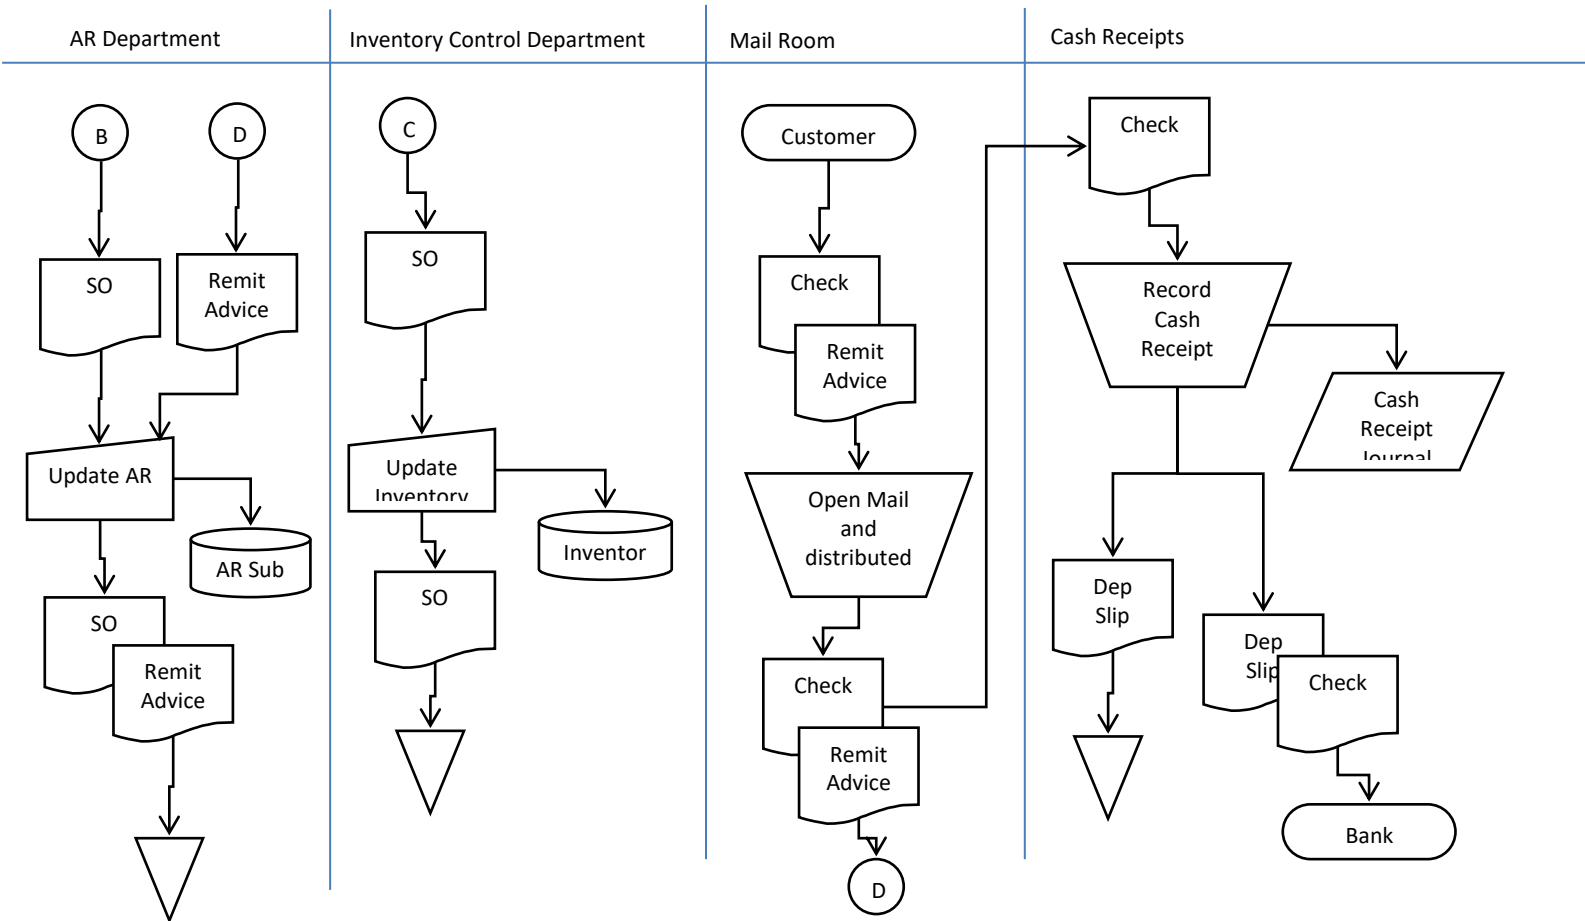 AR Department
Inventory Control Department
Mail Room
Cash Receipts
B
D
SO
Remit
Advice
Update AR
AR Sub
SO
Remit
Advice
C
SO
Update
Inventory
Inventor
SO
Customer
Check
Remit
Advice
Open Mail
and
distributed
Check
Remit
Advice
D
Check
Record
Cash
Receipt
Cash
Receipt
Journal
Dep
Slip
Dep
Slip
Check
Bank